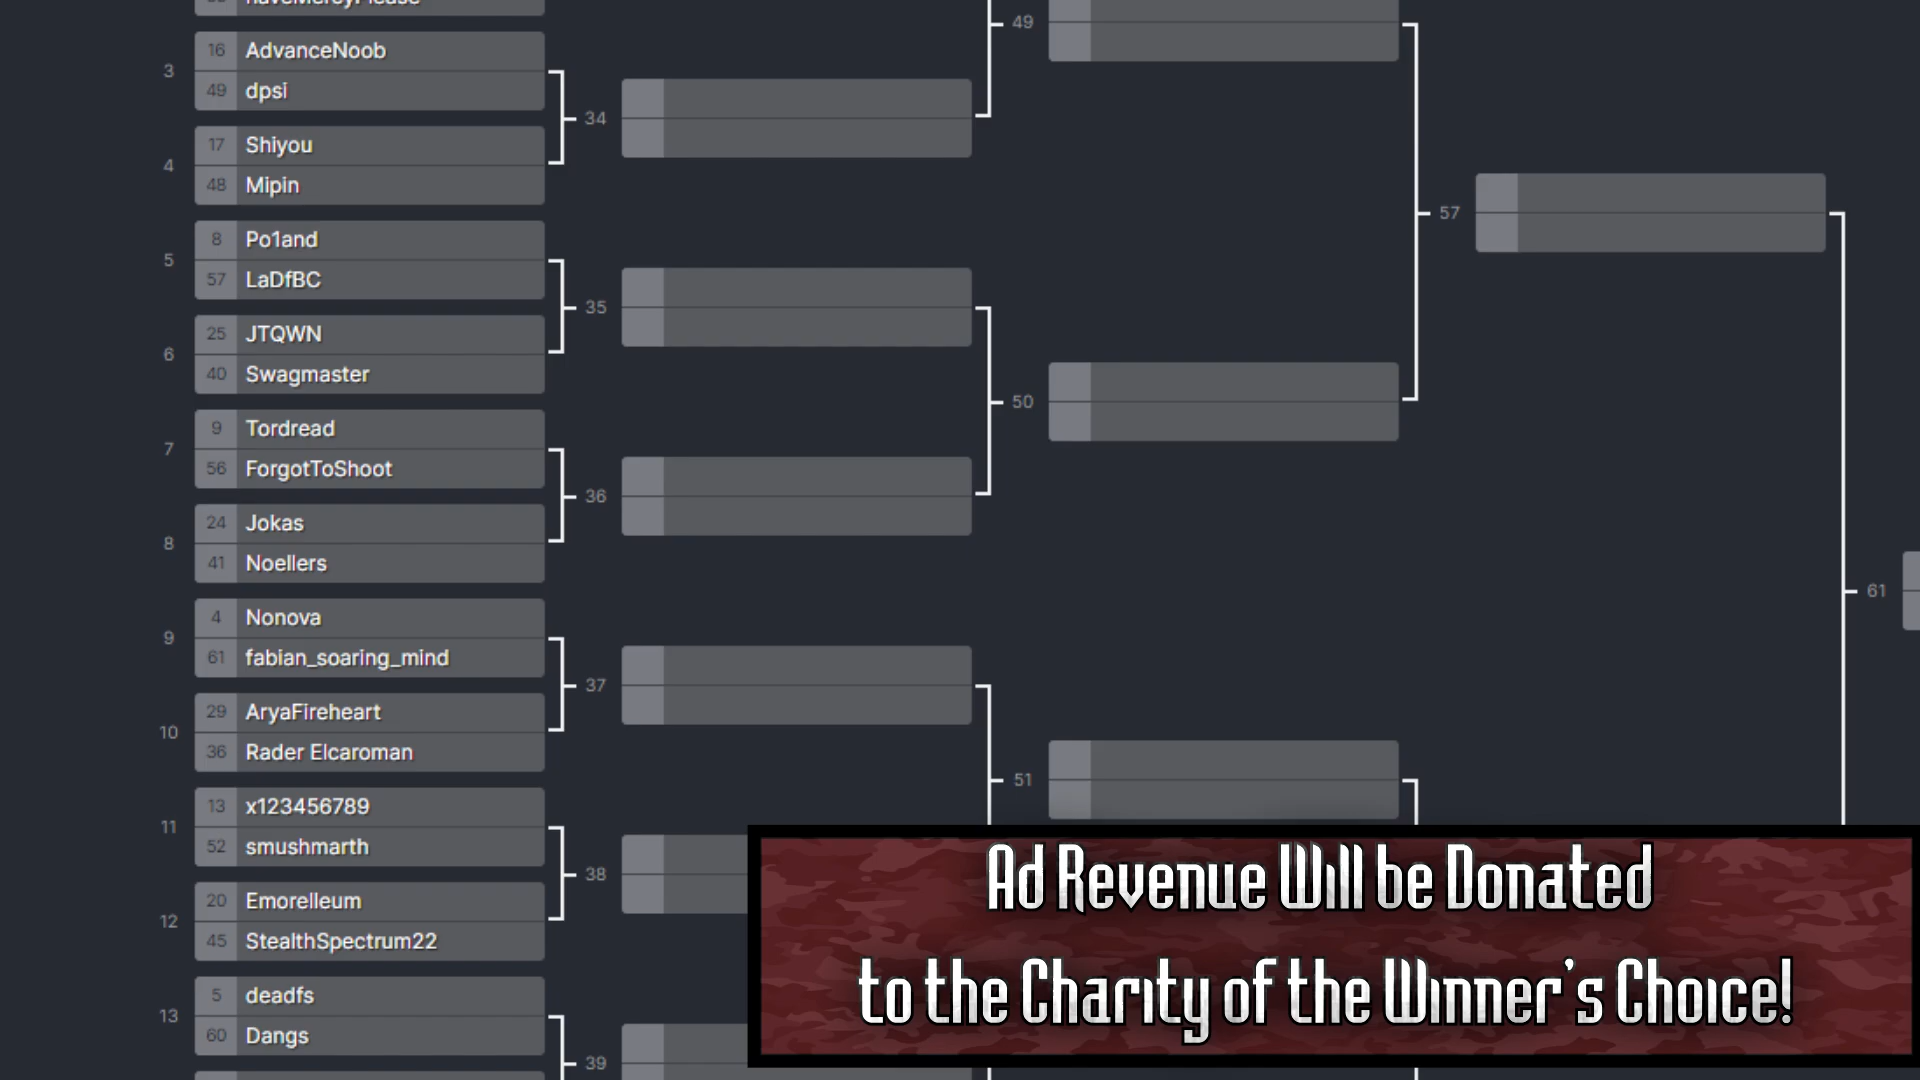 haveMercyPlease
49
16 AdvanceNoob
3
49 dpsi
34
17 Shiyou
4
48 Mipin
57
8 Po1and
5
57 LaDfBC
35
25 JTQWN
6
40 Swagmaster
50
9 Tordread
7
56 ForgotToShoot
36
24 Jokas
8
41 Noellers
61
4 Nonova
9
61 fabian_soaring_mind
37
29 AryaFireheart
10
36 Rader Elcaroman
51
13 x123456789
11
52 smushmarth
38
20 Emorelleum
12
45 StealthSpectrum22
5 deadfs
13
60 Dangs
39
Ad Revenue Will be Donated
to the Charity of the Winner's Choice!